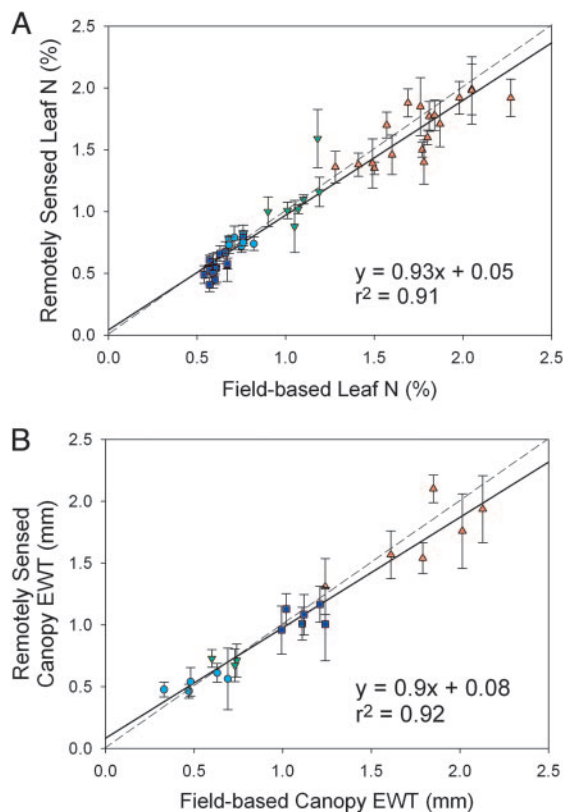 A
Remotely Sensed Leaf N (%)
2.5
2.0
1.5
1.0
0.5
0.0
y = 0.93x + 0.05
r² = 0.91
0.0 0.5 1.0 1.5 2.0 2.5
Field-based Leaf N (%)
B
Remotely Sensed
Canopy EWT (mm)
2.5
2.0
1.5
1.0
0.5
0.0
y = 0.9x + 0.08
r² = 0.92
0.0 0.5 1.0 1.5 2.0 2.5
Field-based Canopy EWT (mm)